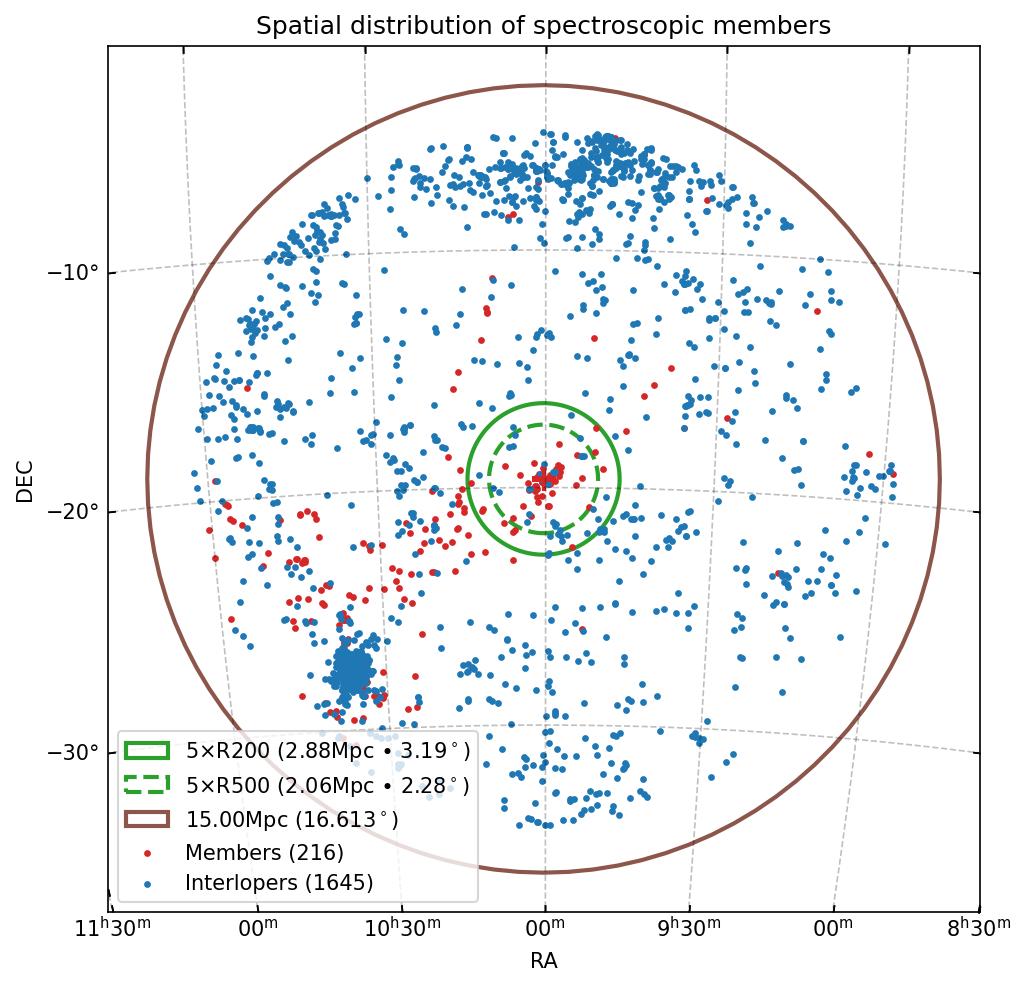 Spatial distribution of spectroscopic members
DEC
−10°
−20°
−30°
5×R200 (2.88Mpc • 3.19°)
5×R500 (2.06Mpc • 2.28°)
15.00Mpc (16.613°)
Members (216)
Interlopers (1645)
11ʰ30ᵐ 00ᵐ 10ʰ30ᵐ 00ᵐ 9ʰ30ᵐ 00ᵐ 8ʰ30ᵐ
RA